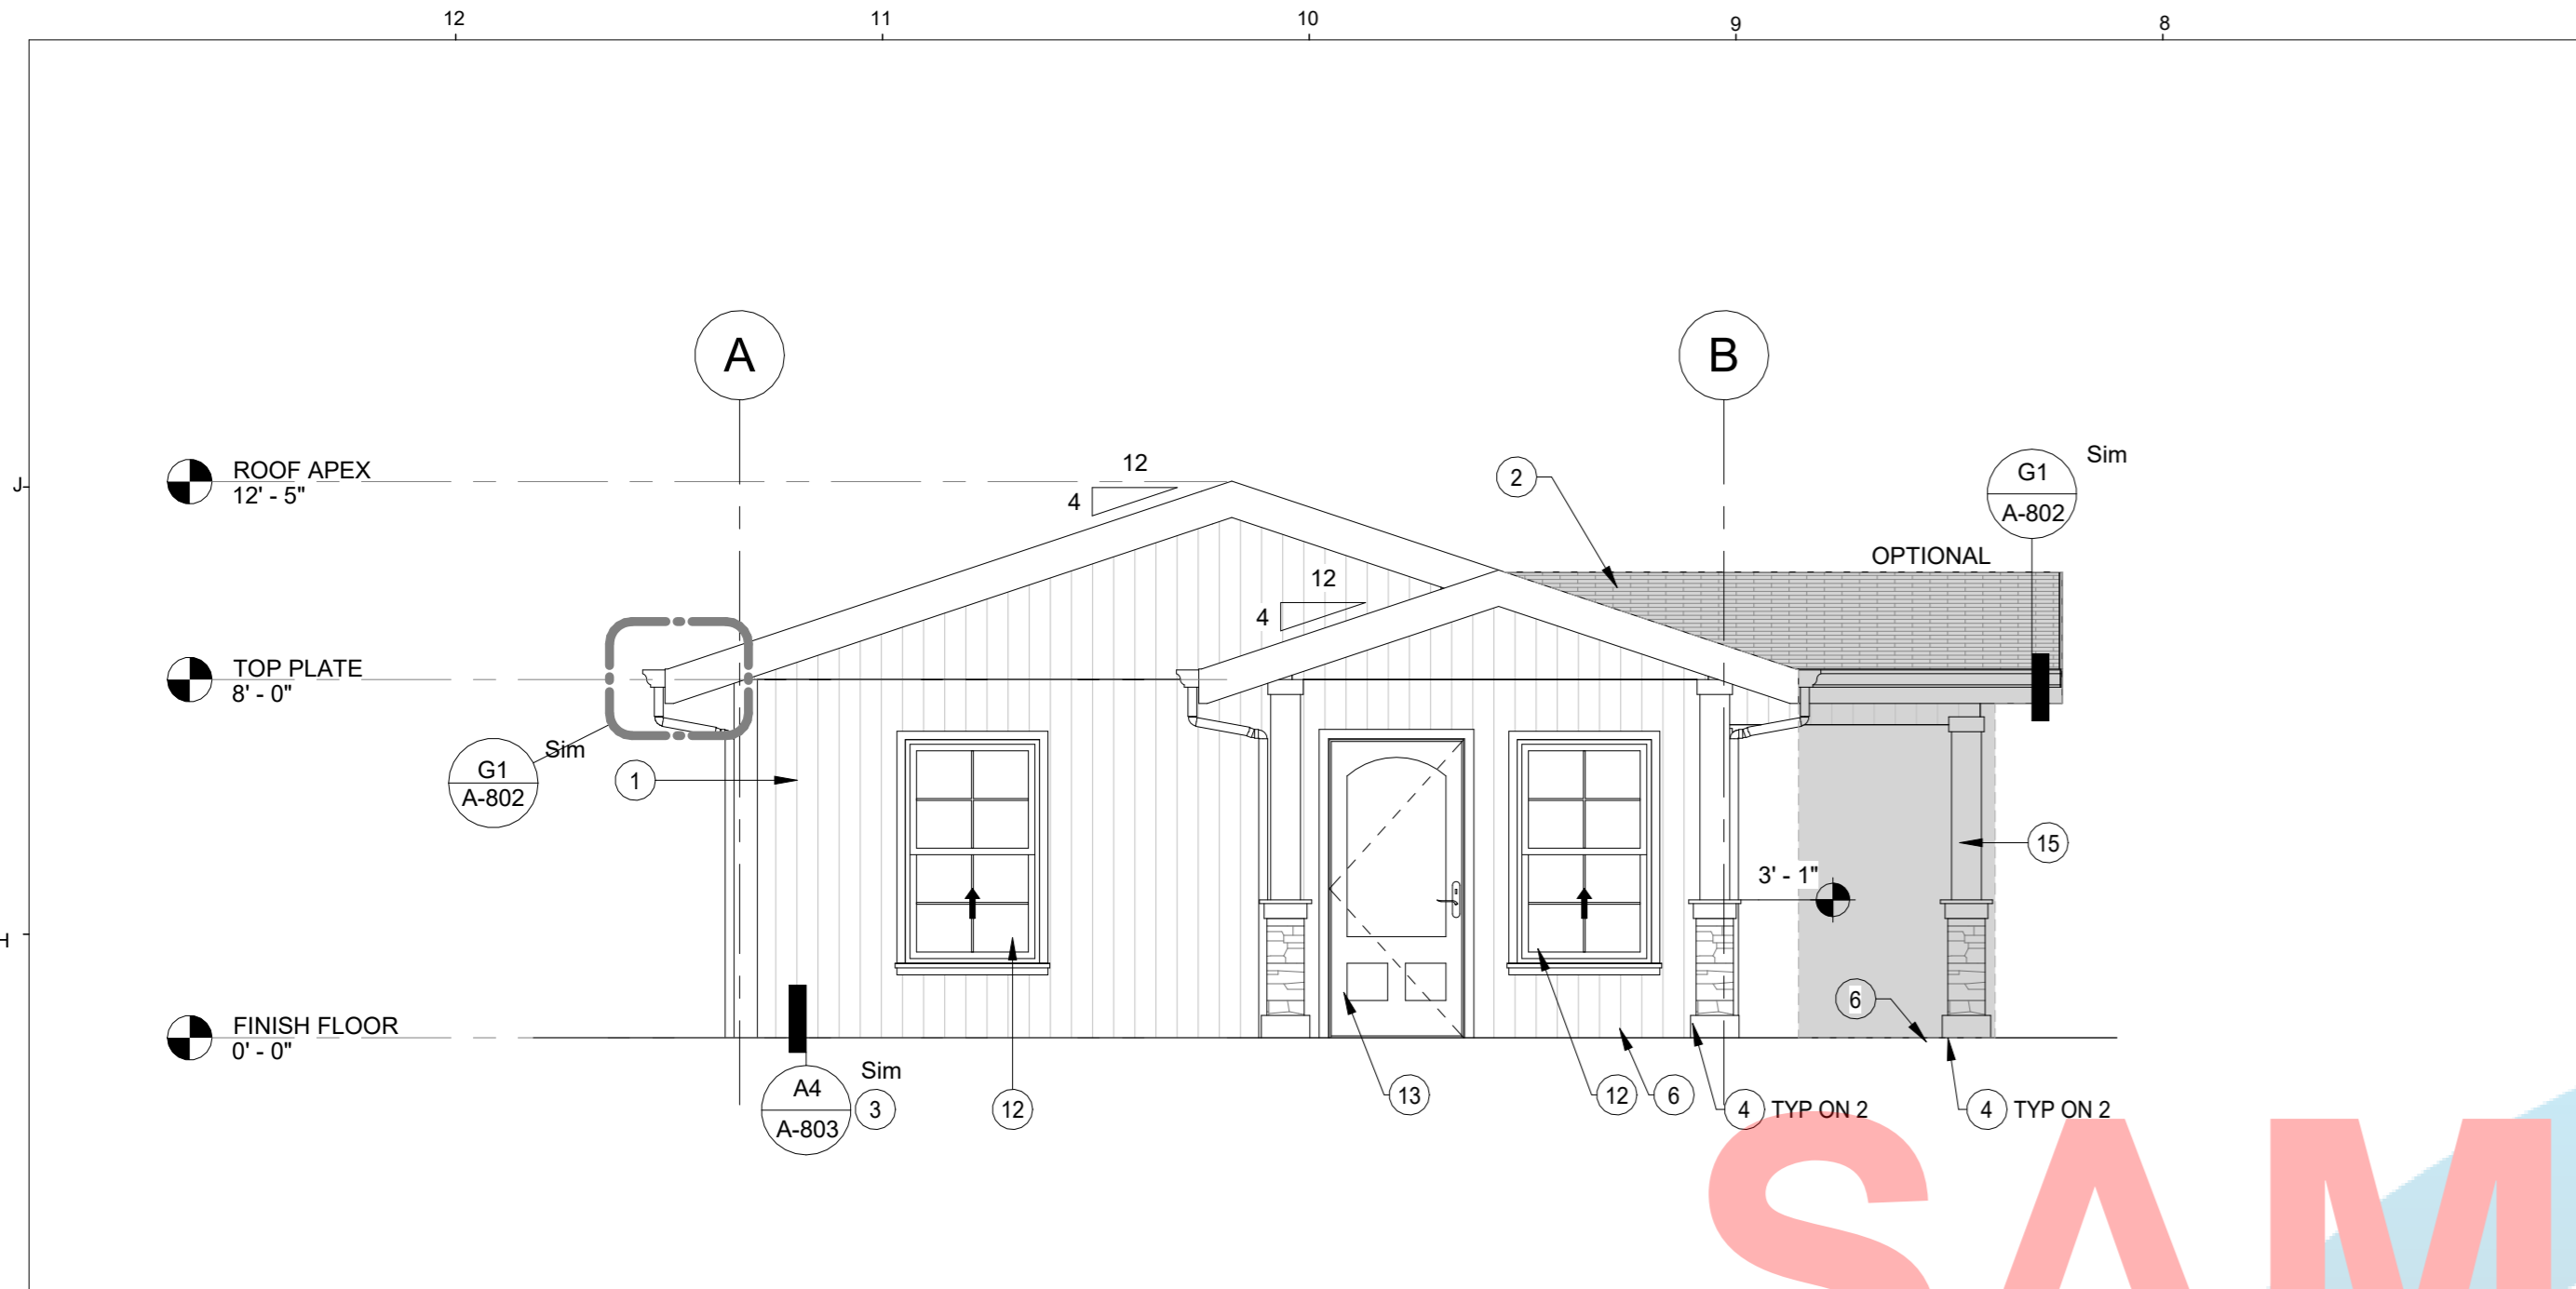 12
11
10
9
8
J
H
A
B
ROOF APEX
12' - 5"
12
4
2
G1
A-802
Sim
OPTIONAL
12
4
TOP PLATE
8' - 0"
G1
A-802
Sim
1
15
3' - 1"
6
FINISH FLOOR
0' - 0"
A4
A-803
Sim
3
12
13
12
6
4 TYP ON 2
4 TYP ON 2
SAM